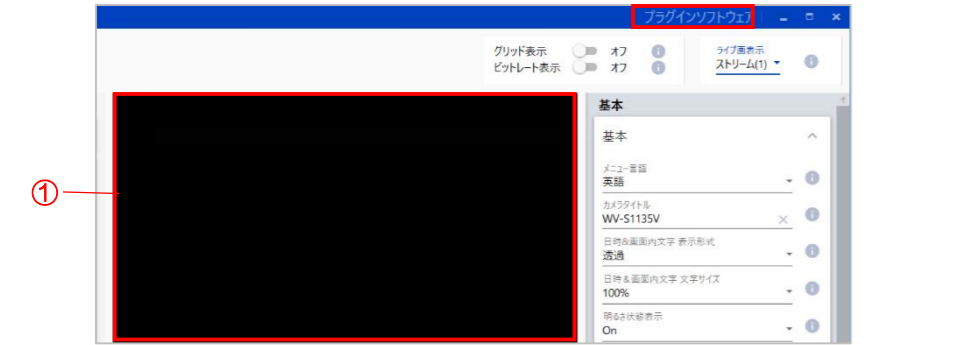 プラグインソフトウェア
グリッド表示 オフ
ビットレート表示 オフ
ライブ画表示
ストリーム(1)
①
基本
基本
メニュー言語
英語
カメラタイトル
WV-S1135V
日時&画面内文字 表示形式
透過
日時&画面内文字 文字サイズ
100%
明るさ状態表示
On